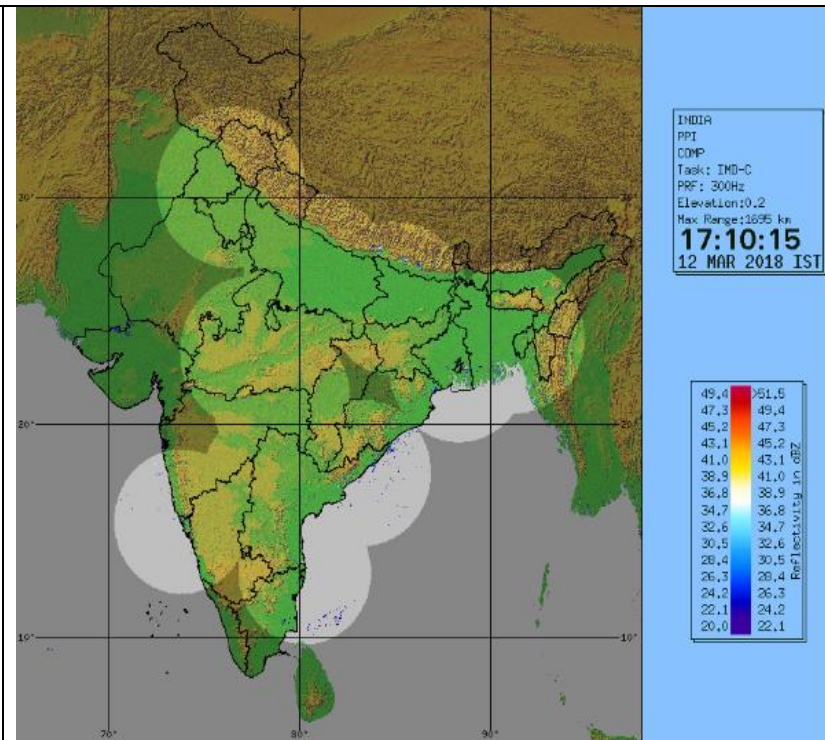 INDIA
PPI
COMP
Task: IMD-C
PRF: 300Hz
Elevation:0.2
Max Range:1695 km
17:10:15
12 MAR 2018 IST
30°
20°
10°
-10°
70°
80°
90°
49.4 >51.5
47.3 49.4
45.2 47.3
43.1 45.2
41.0 43.1
38.9 41.0
36.8 38.9
34.7 36.8
32.6 34.7
30.5 32.6
28.4 30.5
26.3 28.4
24.2 26.3
22.1 24.2
20.0 22.1
Reflectivity in dBZ